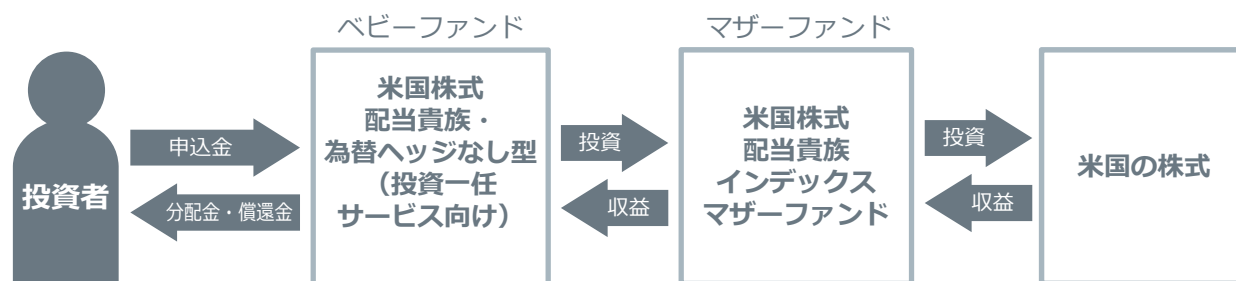 ベビーファンド
マザーファンド
投資者
申込金
分配金・償還金
米国株式
配当貴族・
為替ヘッジなし型
（投資一任
サービス向け）
投資
収益
米国株式
配当貴族
インデックス
マザーファンド
投資
収益
米国の株式